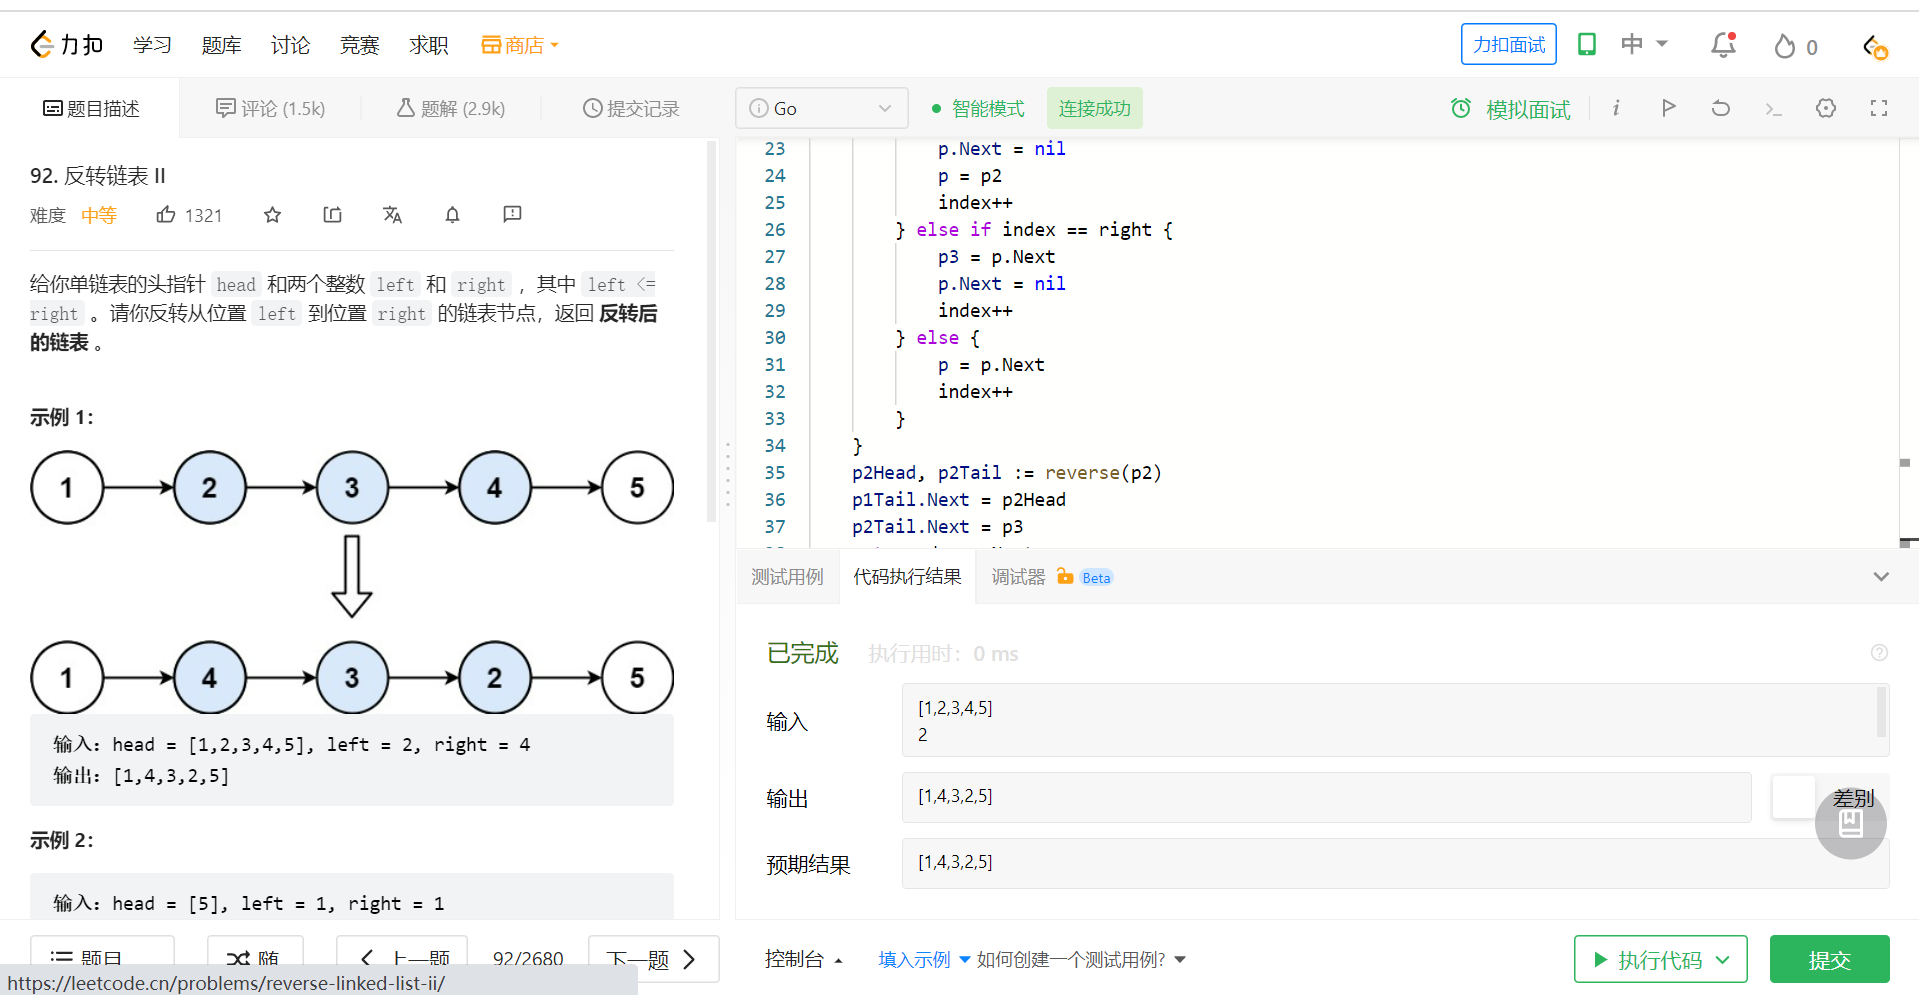 力扣 学习 题库 讨论 竞赛 求职 商店 力扣面试 中 0
题目描述 评论 (1.5k) 题解 (2.9k) 提交记录
92. 反转链表 II
难度 中等 1321
给你单链表的头指针 head 和两个整数 left 和 right ，其中 left <=
right 。请你反转从位置 left 到位置 right 的链表节点，返回 反转后
的链表 。
示例 1：
1 2 3 4 5
1 4 3 2 5
输入：head = [1,2,3,4,5], left = 2, right = 4
输出：[1,4,3,2,5]
示例 2：
输入：head = [5], left = 1, right = 1
题目 随 上一题 92/2680 下一题
https://leetcode.cn/problems/reverse-linked-list-ii/
i Go 智能模式 连接成功 模拟面试 i
23 p.Next = nil
24 p = p2
25 index++
26 } else if index == right {
27 p3 = p.Next
28 p.Next = nil
29 index++
30 } else {
31 p = p.Next
32 index++
33 }
34 }
35 p2Head, p2Tail := reverse(p2)
36 p1Tail.Next = p2Head
37 p2Tail.Next = p3
测试用例 代码执行结果 调试器 Beta
已完成 执行用时：0 ms
输入 [1,2,3,4,5]
2
输出 [1,4,3,2,5] 差别
预期结果 [1,4,3,2,5]
控制台 填入示例 如何创建一个测试用例? 执行代码 提交